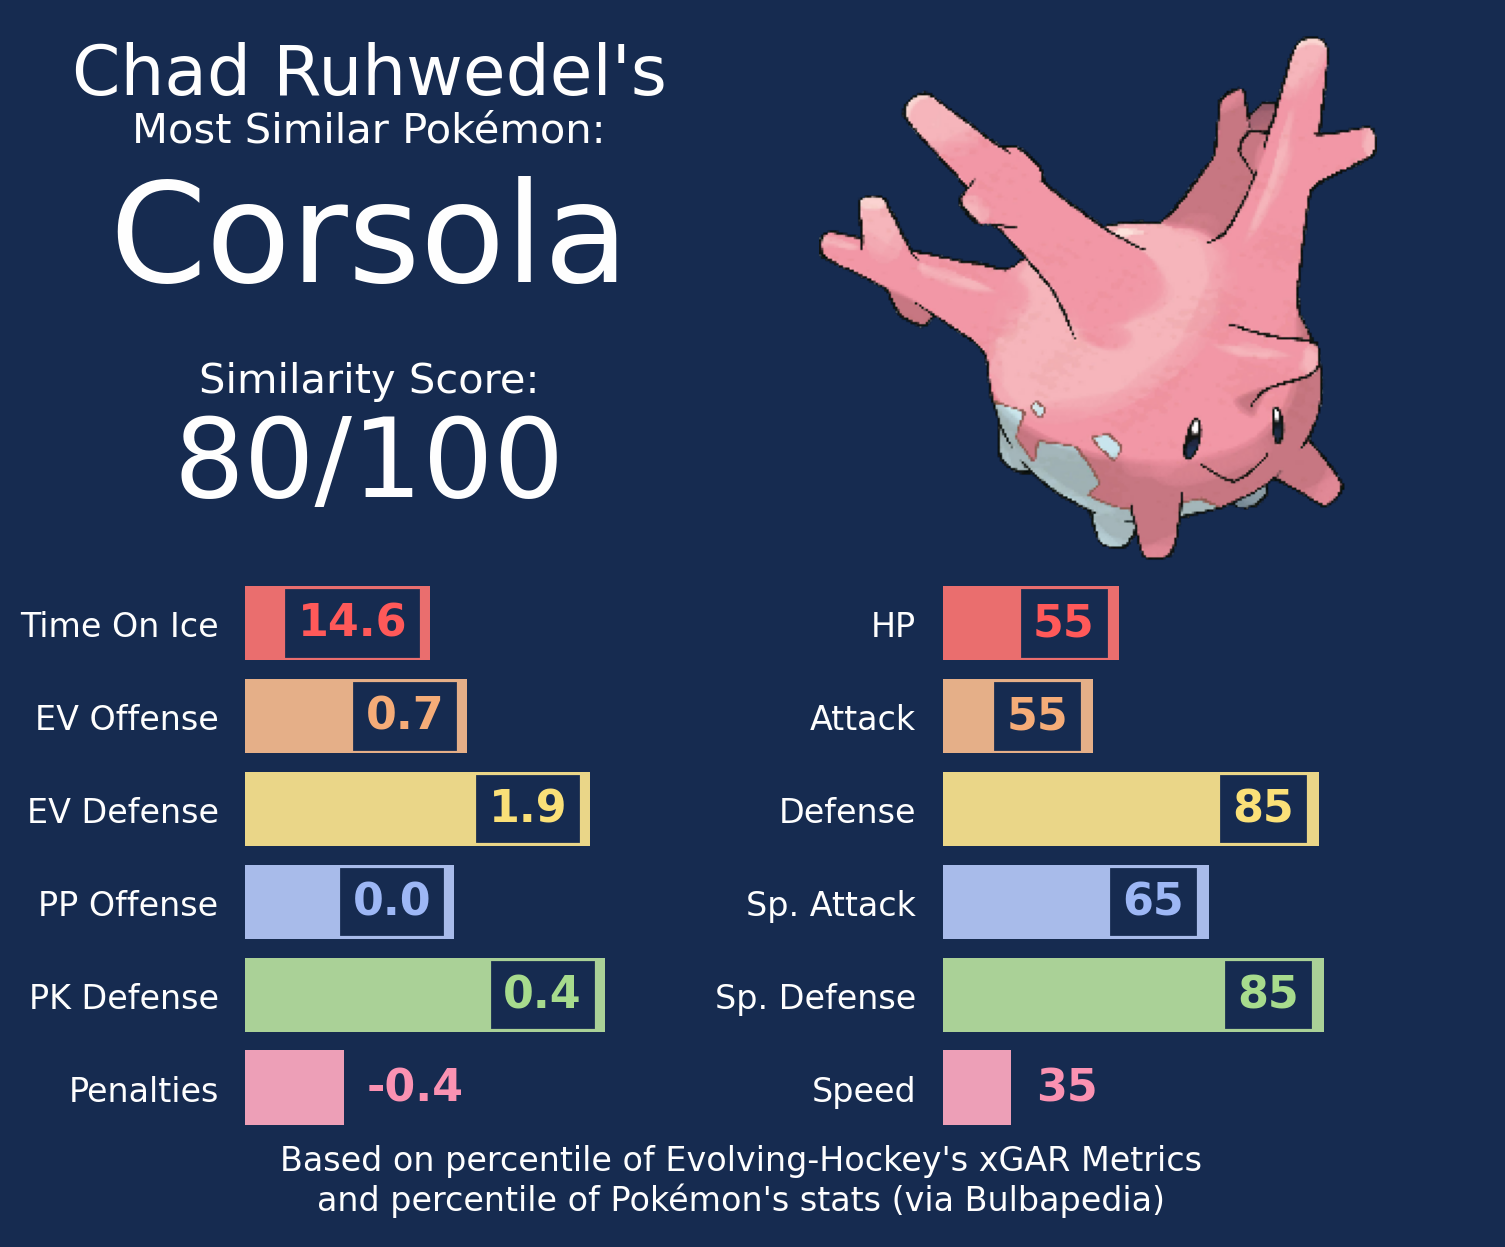 Chad Ruhwedel's
Most Similar Pokémon:
Corsola
Similarity Score:
80/100
Time On Ice 14.6
EV Offense 0.7
EV Defense 1.9
PP Offense 0.0
PK Defense 0.4
Penalties -0.4
HP 55
Attack 55
Defense 85
Sp. Attack 65
Sp. Defense 85
Speed 35
Based on percentile of Evolving-Hockey's xGAR Metrics
and percentile of Pokémon's stats (via Bulbapedia)